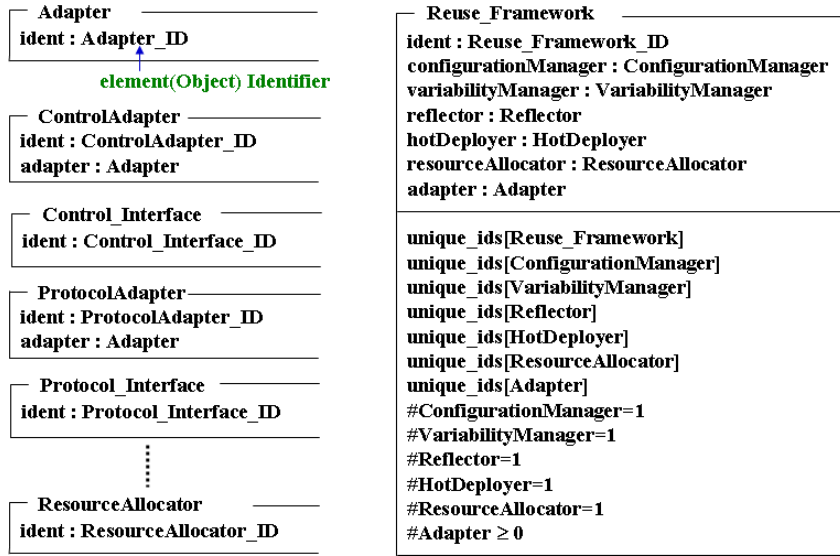 Adapter
ident : Adapter_ID
element(Object) Identifier
ControlAdapter
ident : ControlAdapter_ID
adapter : Adapter
Control_Interface
ident : Control_Interface_ID
ProtocolAdapter
ident : ProtocolAdapter_ID
adapter : Adapter
Protocol_Interface
ident : Protocol_Interface_ID
ResourceAllocator
ident : ResourceAllocator_ID
Reuse_Framework
ident : Reuse_Framework_ID
configurationManager : ConfigurationManager
variabilityManager : VariabilityManager
reflector : Reflector
hotDeployer : HotDeployer
resourceAllocator : ResourceAllocator
adapter : Adapter
unique_ids[Reuse_Framework]
unique_ids[ConfigurationManager]
unique_ids[VariabilityManager]
unique_ids[Reflector]
unique_ids[HotDeployer]
unique_ids[ResourceAllocator]
unique_ids[Adapter]
#ConfigurationManager=1
#VariabilityManager=1
#Reflector=1
#HotDeployer=1
#ResourceAllocator=1
#Adapter ≥ 0